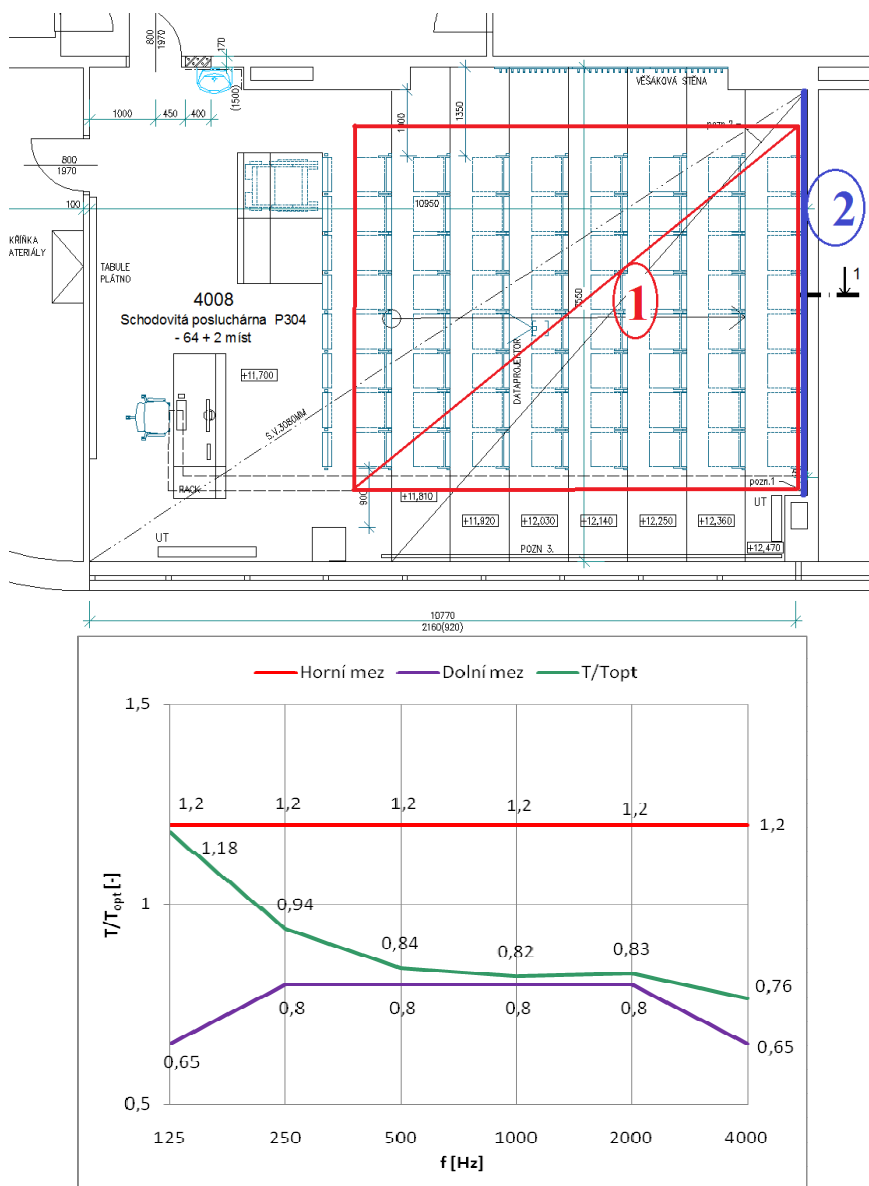 800
1970
170
(1500)
1000
450
400
1000
1350
VĚŠÁKOVÁ STĚNA
pozn.2
800
1970
100
10950
2
KŘÍŇKA
ATERIÁLY
TABULE
PLÁTNO
4008
Schodovitá posluchárna P304
- 64 + 2 míst
1
1
DATAPROJEKTOR
+11,700
S.V.3080MM
RACK
900
+11,810
pozn.1
UT
+11,920
+12,030
+12,140
+12,250
+12,360
UT
POZN 3.
+12,470
10770
2160(920)
Horní mez
Dolní mez
T/Topt
1,5
1,2
1,2
1,2
1,2
1,2
1,2
1,18
1
0,94
0,84
0,82
0,83
0,76
0,8
0,8
0,8
0,8
0,65
0,65
0,5
T/Topt [-]
125
250
500
1000
2000
4000
f [Hz]